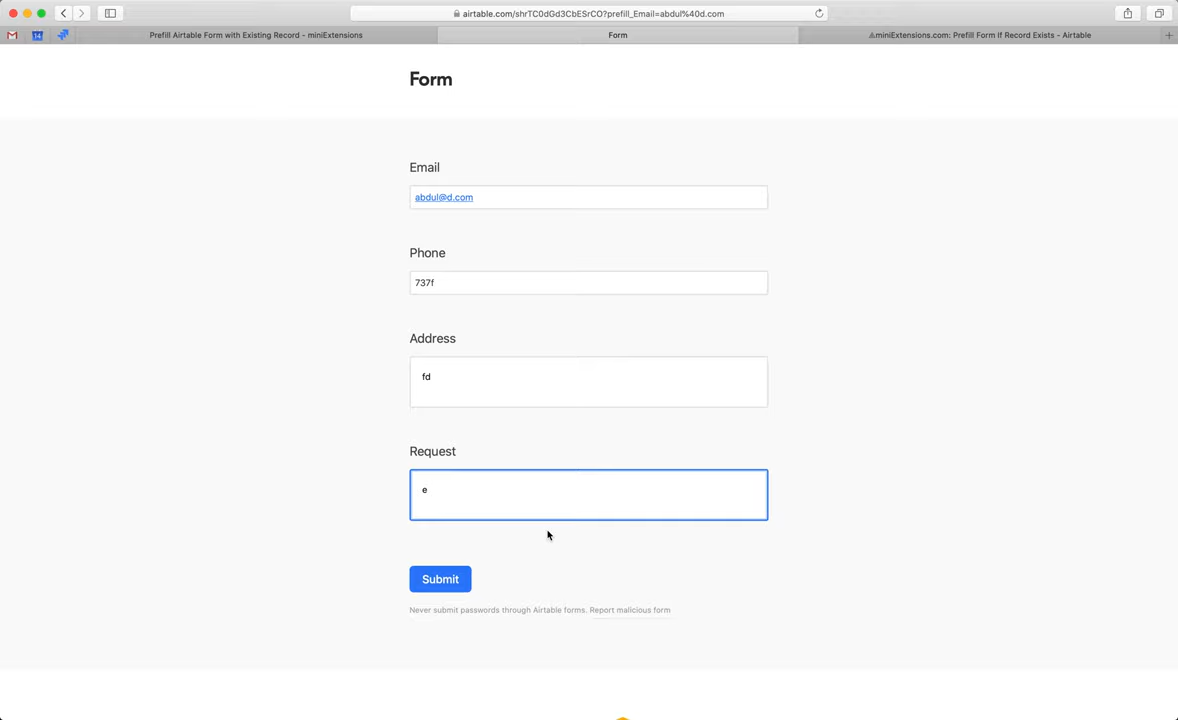 airtable.com/shrTC0dGd3CbESrCO?prefill_Email=abdul%40d.com
14
Prefill Airtable Form with Existing Record - miniExtensions
Form
miniExtensions.com: Prefill Form If Record Exists - Airtable
Form
Email
abdul@d.com
Phone
737f
Address
fd
Request
e
Submit
Never submit passwords through Airtable forms. Report malicious form